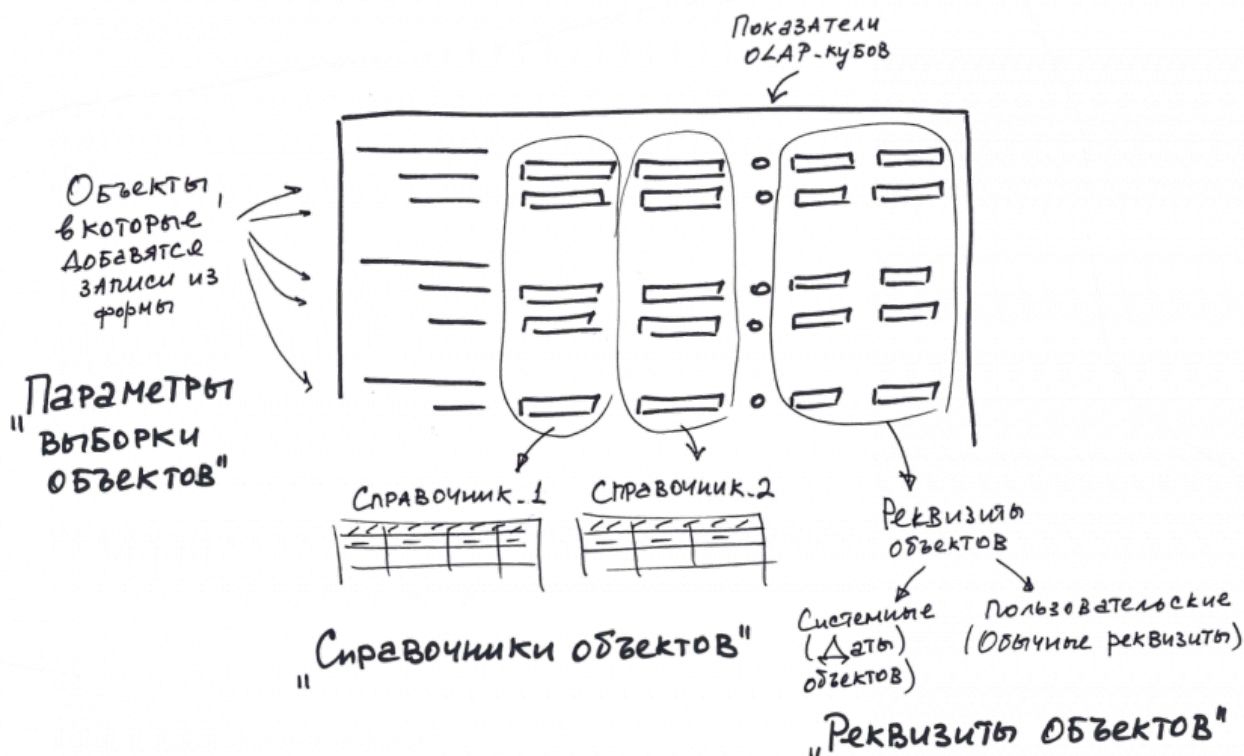 Показатели
OLAP-кубов
Объекты,
в которые
добавятся
записи из
формы
"Параметры
выборки
объектов"
Справочник_1
Справочник_2
"Справочники объектов"
Реквизиты
объектов
Системные
(Даты
объектов)
Пользовательские
(Обычные реквизиты)
"Реквизиты объектов"